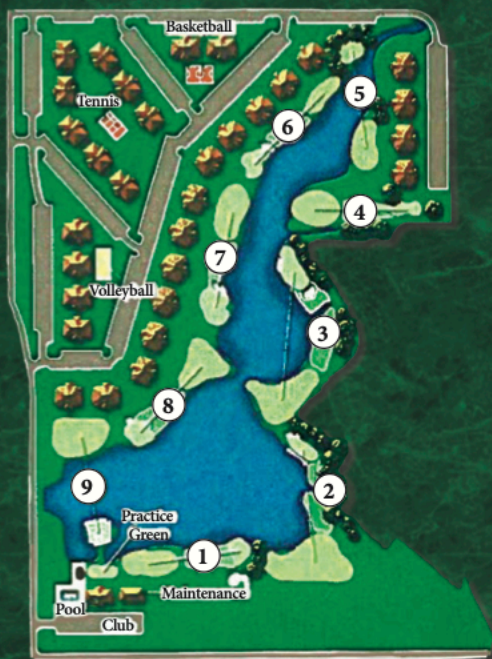 Basketball
5
Tennis
6
4
7
Volleyball
3
8
2
9
Practice
Green
1
Maintenance
Pool
Club